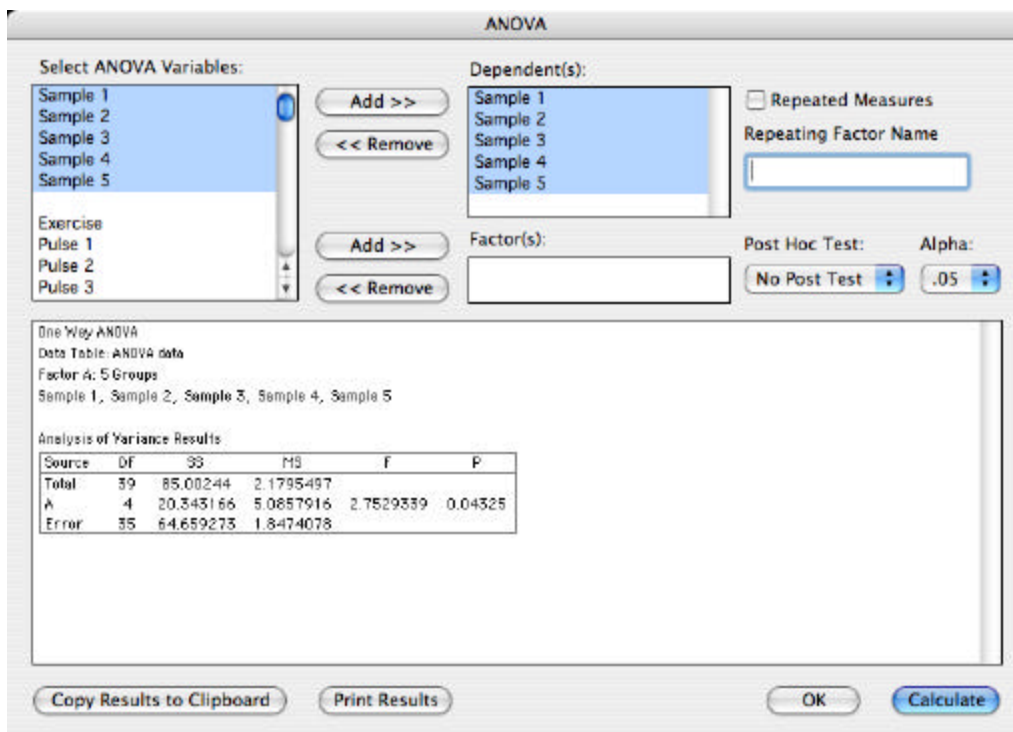 ANOVA
Select ANOVA Variables:
Sample 1
Sample 2
Sample 3
Sample 4
Sample 5
Exercise
Pulse 1
Pulse 2
Pulse 3
Add >>
<< Remove
Add >>
<< Remove
Dependent(s):
Sample 1
Sample 2
Sample 3
Sample 4
Sample 5
Factor(s):
Repeated Measures
Repeating Factor Name
Post Hoc Test: Alpha:
No Post Test .05
One Way ANOVA
Data Table: ANOVA data
Factor A: 5 Groups
Sample 1, Sample 2, Sample 3, Sample 4, Sample 5
Analysis of Variance Results
Source DF SS MS F P
Total 39 85.00244 2.1795497
A 4 20.343166 5.0857916 2.7529339 0.04325
Error 35 64.659273 1.8474078
Copy Results to Clipboard Print Results OK Calculate